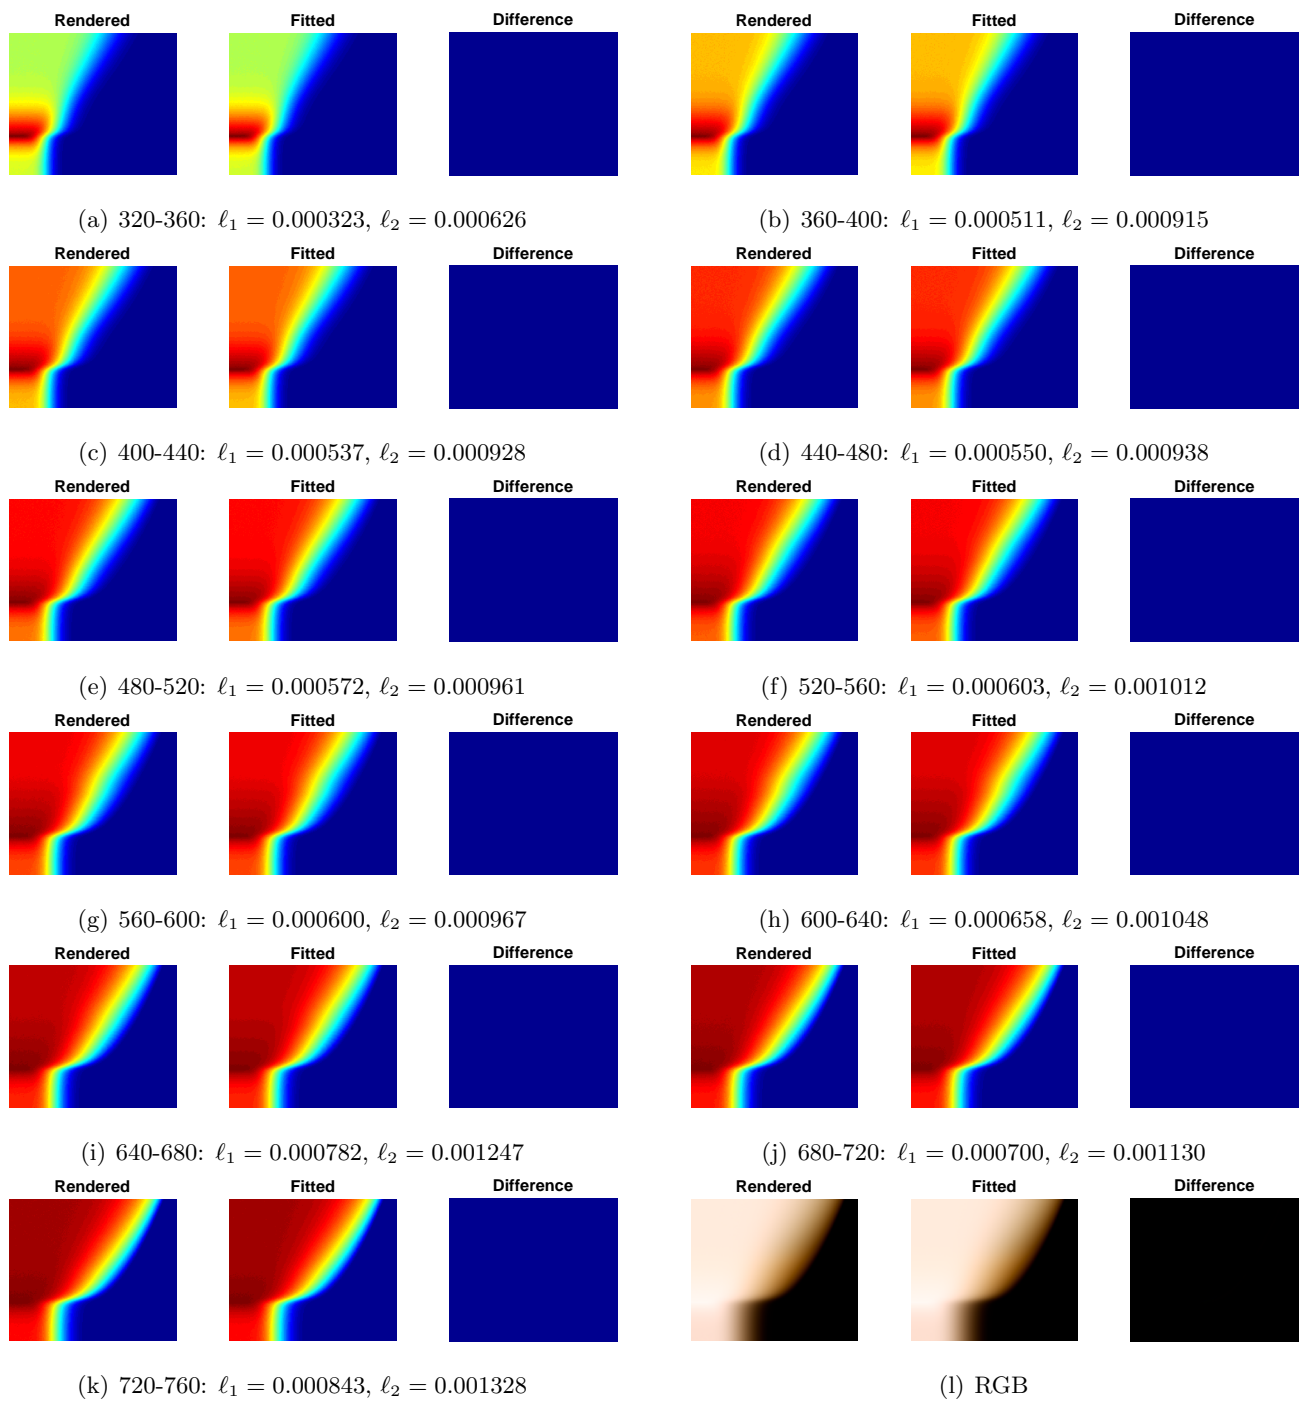 Rendered Fitted Difference Rendered Fitted Difference
(a) 320-360: ℓ1 = 0.000323, ℓ2 = 0.000626 (b) 360-400: ℓ1 = 0.000511, ℓ2 = 0.000915
Rendered Fitted Difference Rendered Fitted Difference
(c) 400-440: ℓ1 = 0.000537, ℓ2 = 0.000928 (d) 440-480: ℓ1 = 0.000550, ℓ2 = 0.000938
Rendered Fitted Difference Rendered Fitted Difference
(e) 480-520: ℓ1 = 0.000572, ℓ2 = 0.000961 (f) 520-560: ℓ1 = 0.000603, ℓ2 = 0.001012
Rendered Fitted Difference Rendered Fitted Difference
(g) 560-600: ℓ1 = 0.000600, ℓ2 = 0.000967 (h) 600-640: ℓ1 = 0.000658, ℓ2 = 0.001048
Rendered Fitted Difference Rendered Fitted Difference
(i) 640-680: ℓ1 = 0.000782, ℓ2 = 0.001247 (j) 680-720: ℓ1 = 0.000700, ℓ2 = 0.001130
Rendered Fitted Difference Rendered Fitted Difference
(k) 720-760: ℓ1 = 0.000843, ℓ2 = 0.001328 (l) RGB